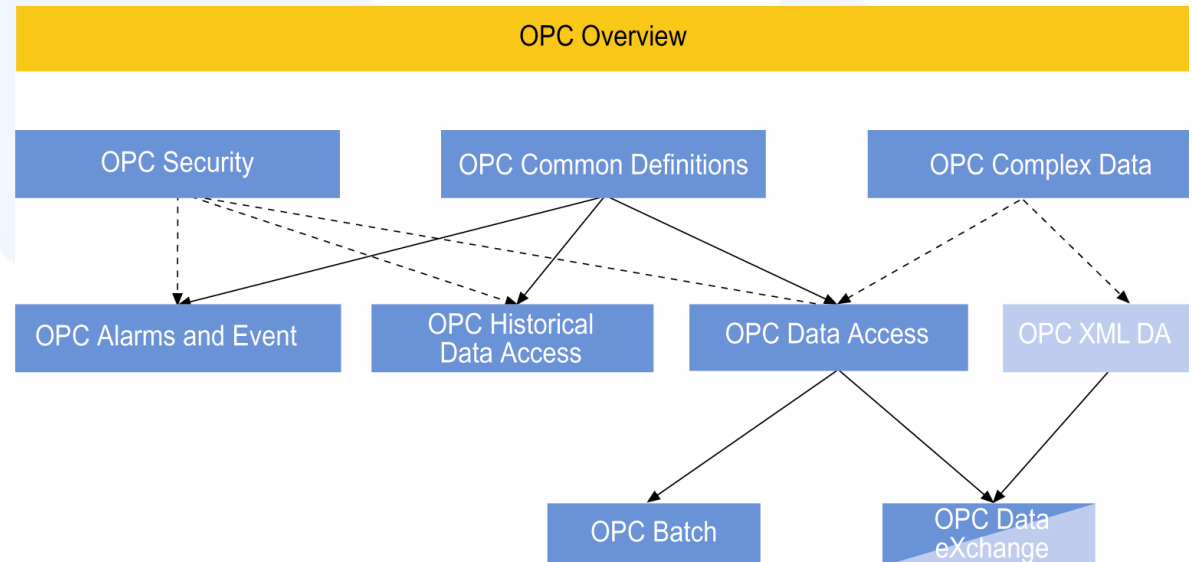 OPC Overview
OPC Security
OPC Common Definitions
OPC Complex Data
OPC Alarms and Event
OPC Historical
Data Access
OPC Data Access
OPC XML DA
OPC Batch
OPC Data
eXchange